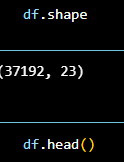 df.shape
(37192, 23)
df.head()